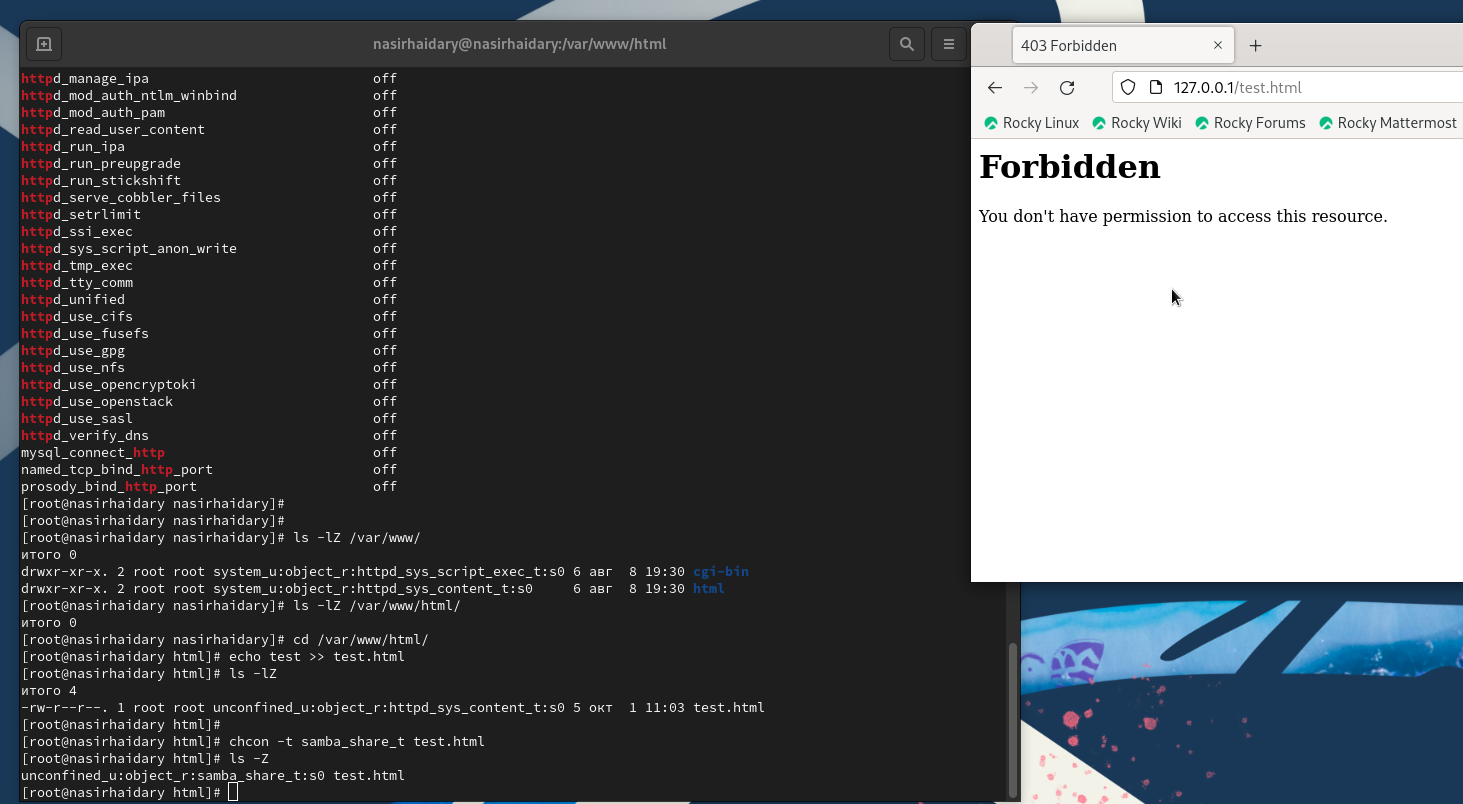 nasirhaidary@nasirhaidary:/var/www/html
httpd_manage_ipa off
httpd_mod_auth_ntlm_winbind off
httpd_mod_auth_pam off
httpd_read_user_content off
httpd_run_ipa off
httpd_run_preupgrade off
httpd_run_stickshift off
httpd_serve_cobbler_files off
httpd_setrlimit off
httpd_ssi_exec off
httpd_sys_script_anon_write off
httpd_tmp_exec off
httpd_tty_comm off
httpd_unified off
httpd_use_cifs off
httpd_use_fusefs off
httpd_use_gpg off
httpd_use_nfs off
httpd_use_opencryptoki off
httpd_use_openstack off
httpd_use_sasl off
httpd_verify_dns off
mysql_connect_http off
named_tcp_bind_http_port off
prosody_bind_http_port off
[root@nasirhaidary nasirhaidary]#
[root@nasirhaidary nasirhaidary]#
[root@nasirhaidary nasirhaidary]# ls -lZ /var/www/
итого 0
drwxr-xr-x. 2 root root system_u:object_r:httpd_sys_script_exec_t:s0 6 авг 8 19:30 cgi-bin
drwxr-xr-x. 2 root root system_u:object_r:httpd_sys_content_t:s0 6 авг 8 19:30 html
[root@nasirhaidary nasirhaidary]# ls -lZ /var/www/html/
итого 0
[root@nasirhaidary nasirhaidary]# cd /var/www/html/
[root@nasirhaidary html]# echo test >> test.html
[root@nasirhaidary html]# ls -lZ
итого 4
-rw-r--r--. 1 root root unconfined_u:object_r:httpd_sys_content_t:s0 5 окт 1 11:03 test.html
[root@nasirhaidary html]#
[root@nasirhaidary html]# chcon -t samba_share_t test.html
[root@nasirhaidary html]# ls -Z
unconfined_u:object_r:samba_share_t:s0 test.html
[root@nasirhaidary html]#
403 Forbidden
127.0.0.1/test.html
Rocky Linux Rocky Wiki Rocky Forums Rocky Mattermost
Forbidden
You don't have permission to access this resource.